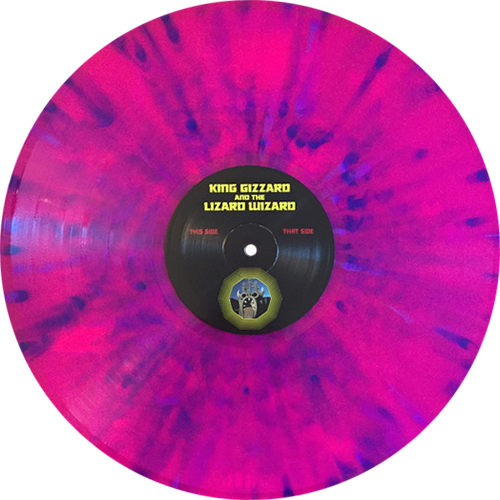 KING GIZZARD
AND THE
LIZARD WIZARD
THIS SIDE THAT SIDE